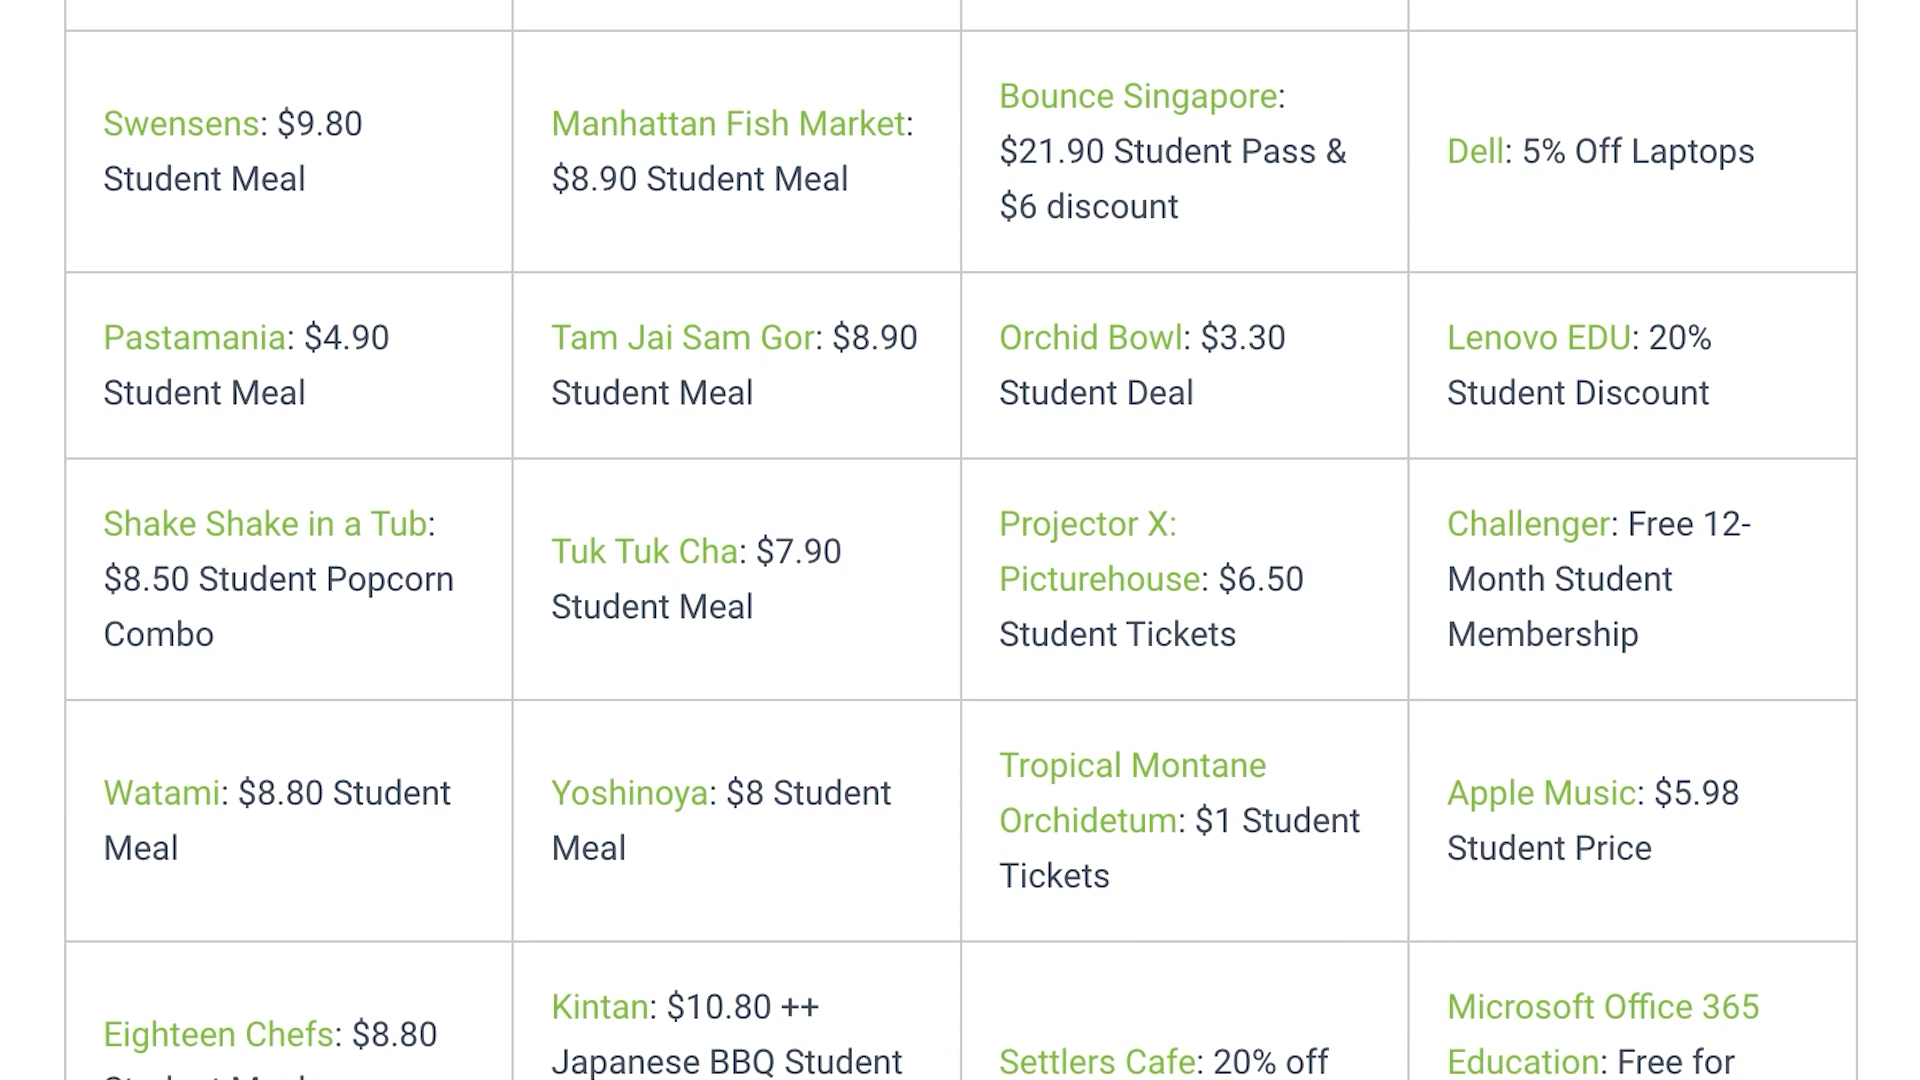 Swensens: $9.80
Student Meal
Manhattan Fish Market:
$8.90 Student Meal
Bounce Singapore:
$21.90 Student Pass &
$6 discount
Dell: 5% Off Laptops
Pastamania: $4.90
Student Meal
Tam Jai Sam Gor: $8.90
Student Meal
Orchid Bowl: $3.30
Student Deal
Lenovo EDU: 20%
Student Discount
Shake Shake in a Tub:
$8.50 Student Popcorn
Combo
Tuk Tuk Cha: $7.90
Student Meal
Projector X:
Picturehouse: $6.50
Student Tickets
Challenger: Free 12-
Month Student
Membership
Watami: $8.80 Student
Meal
Yoshinoya: $8 Student
Meal
Tropical Montane
Orchidetum: $1 Student
Tickets
Apple Music: $5.98
Student Price
Eighteen Chefs: $8.80
Kintan: $10.80 ++
Japanese BBQ Student
Settlers Cafe: 20% off
Microsoft Office 365
Education: Free for